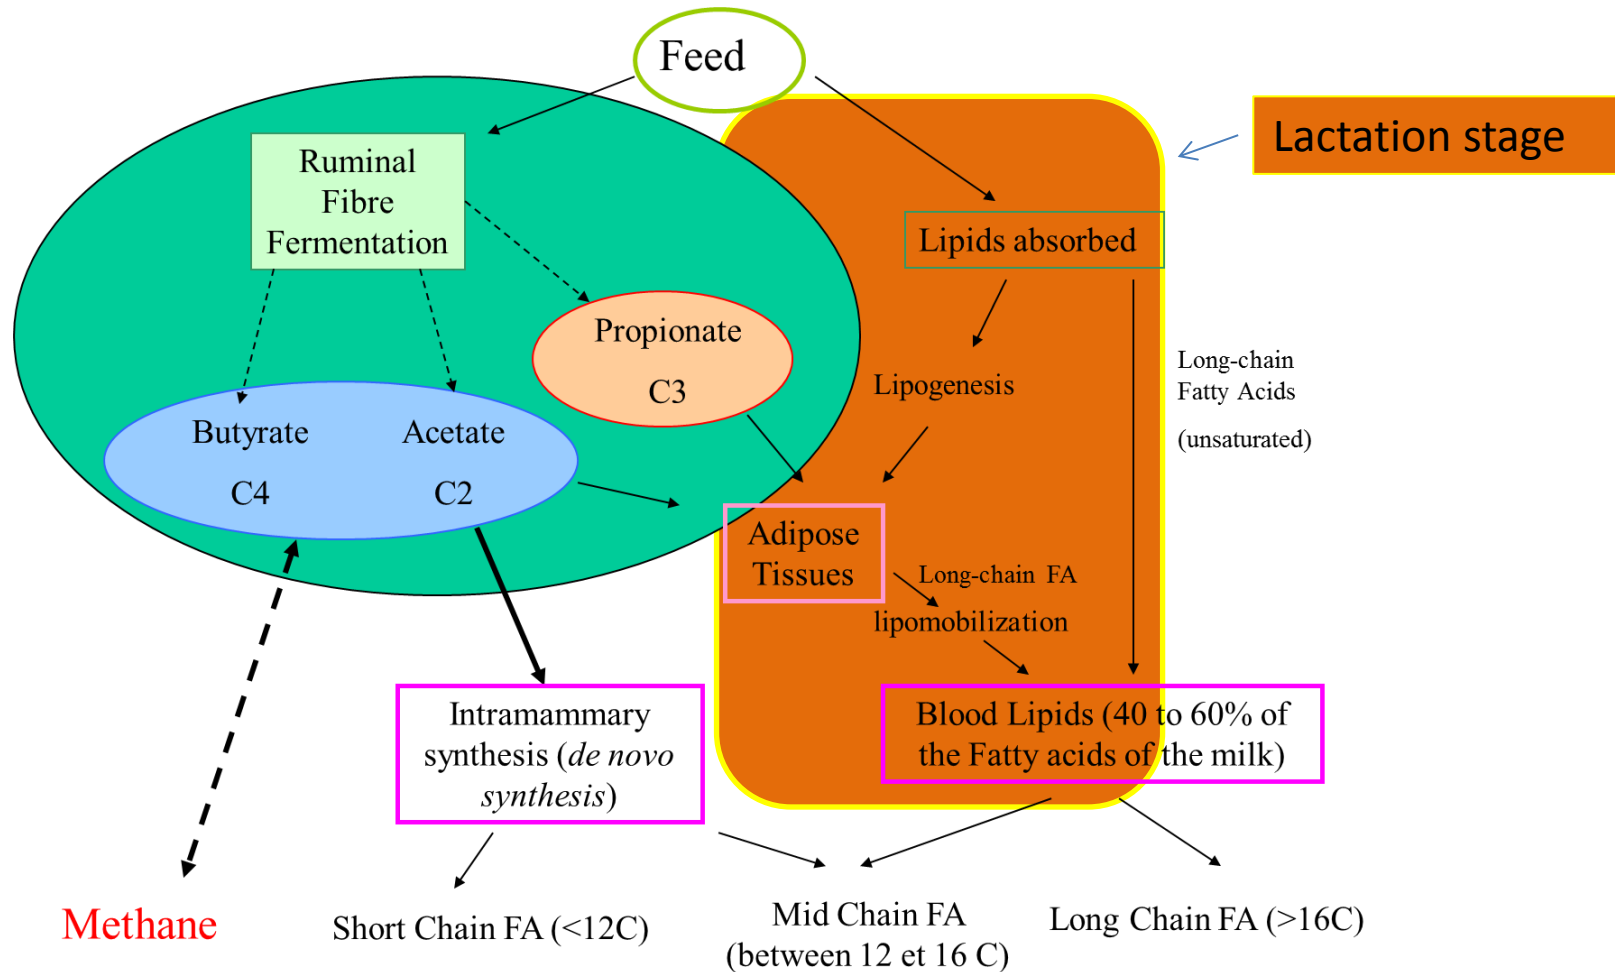 Feed
Lactation stage
Ruminal
Fibre
Fermentation
Lipids absorbed
Propionate
C3
Lipogenesis
Long-chain
Fatty Acids
(unsaturated)
Butyrate
Acetate
C4
C2
Adipose
Tissues
Long-chain FA
lipomobilization
Intramammary
synthesis (de novo
synthesis)
Blood Lipids (40 to 60% of
the Fatty acids of the milk)
Methane
Short Chain FA (<12C)
Mid Chain FA
(between 12 et 16 C)
Long Chain FA (>16C)